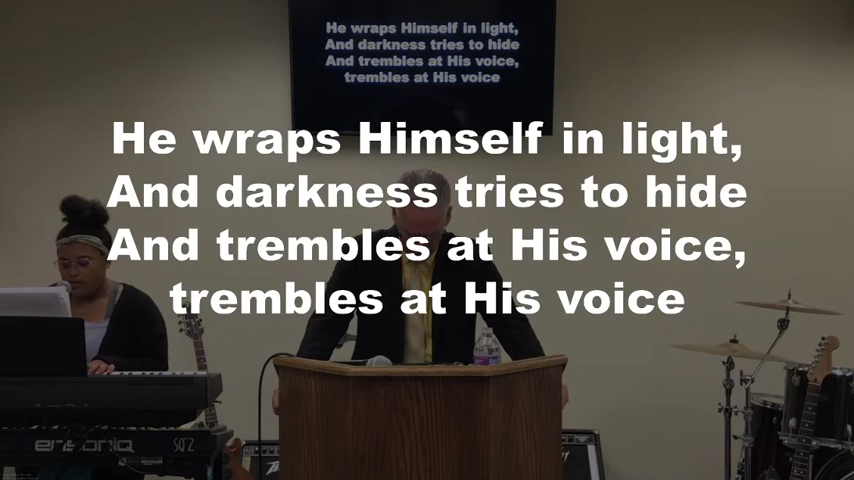 He wraps Himself in light,
And darkness tries to hide
And trembles at His voice,
trembles at His voice
He wraps Himself in light,
And darkness tries to hide
And trembles at His voice,
trembles at His voice
ensoniq SQ2